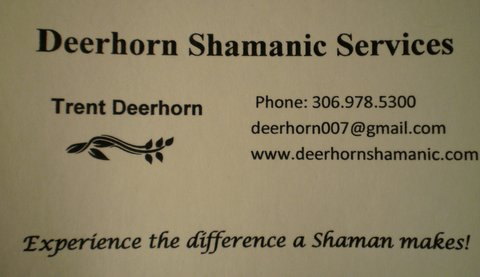 Deerhorn Shamanic Services
Trent Deerhorn
Phone: 306.978.5300
deerhorn007@gmail.com
www.deerhornshamanic.com
Experience the difference a Shaman makes!